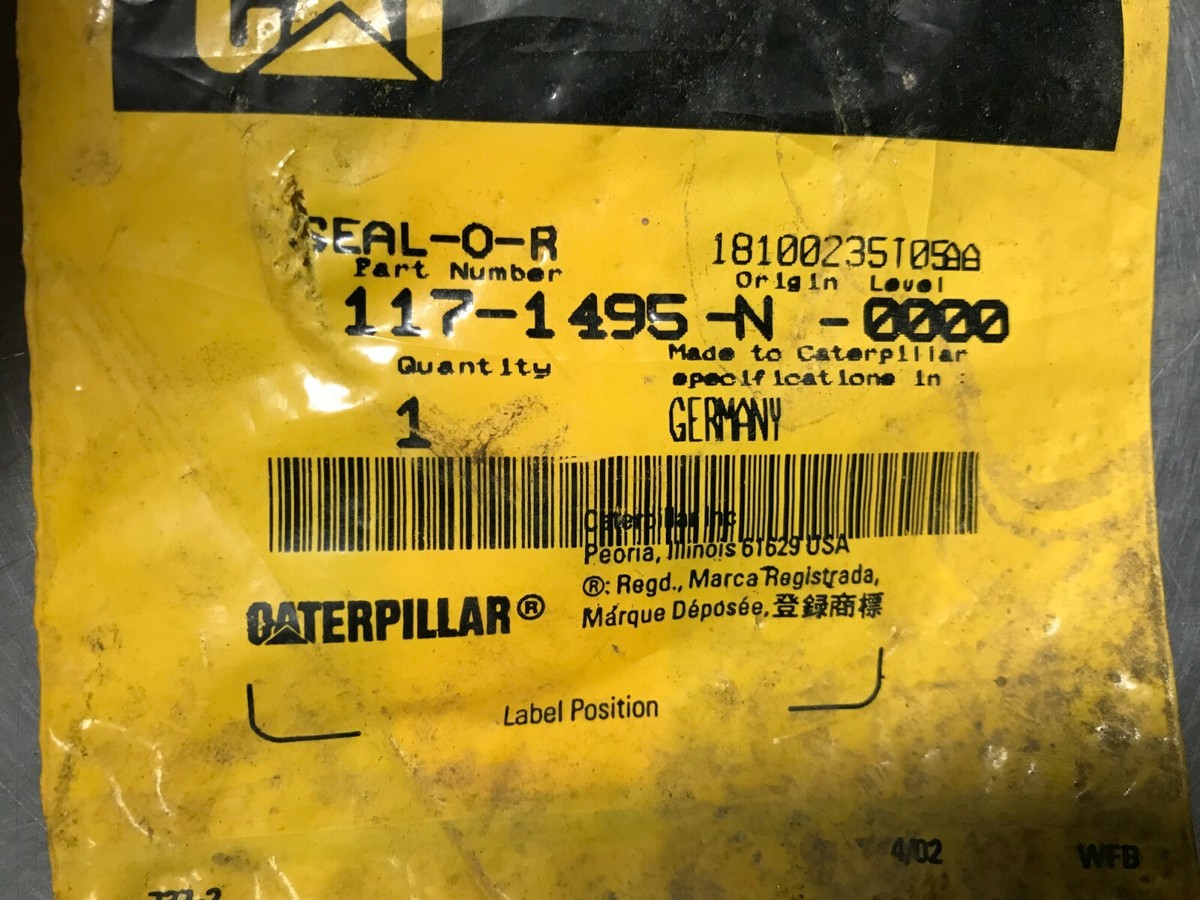 SEAL-O-R
18100235T05AA
Part Number
Origin Level
117-1495-N -0000
Quantity
Made to Caterpillar
specifications in :
1
GERMANY
Caterpillar Inc
Peoria, Illinois 61629 USA
®: Regd., Marca Registrada,
Marque Déposée, 登録商標
CATERPILLAR®
Label Position
4/02
WFB